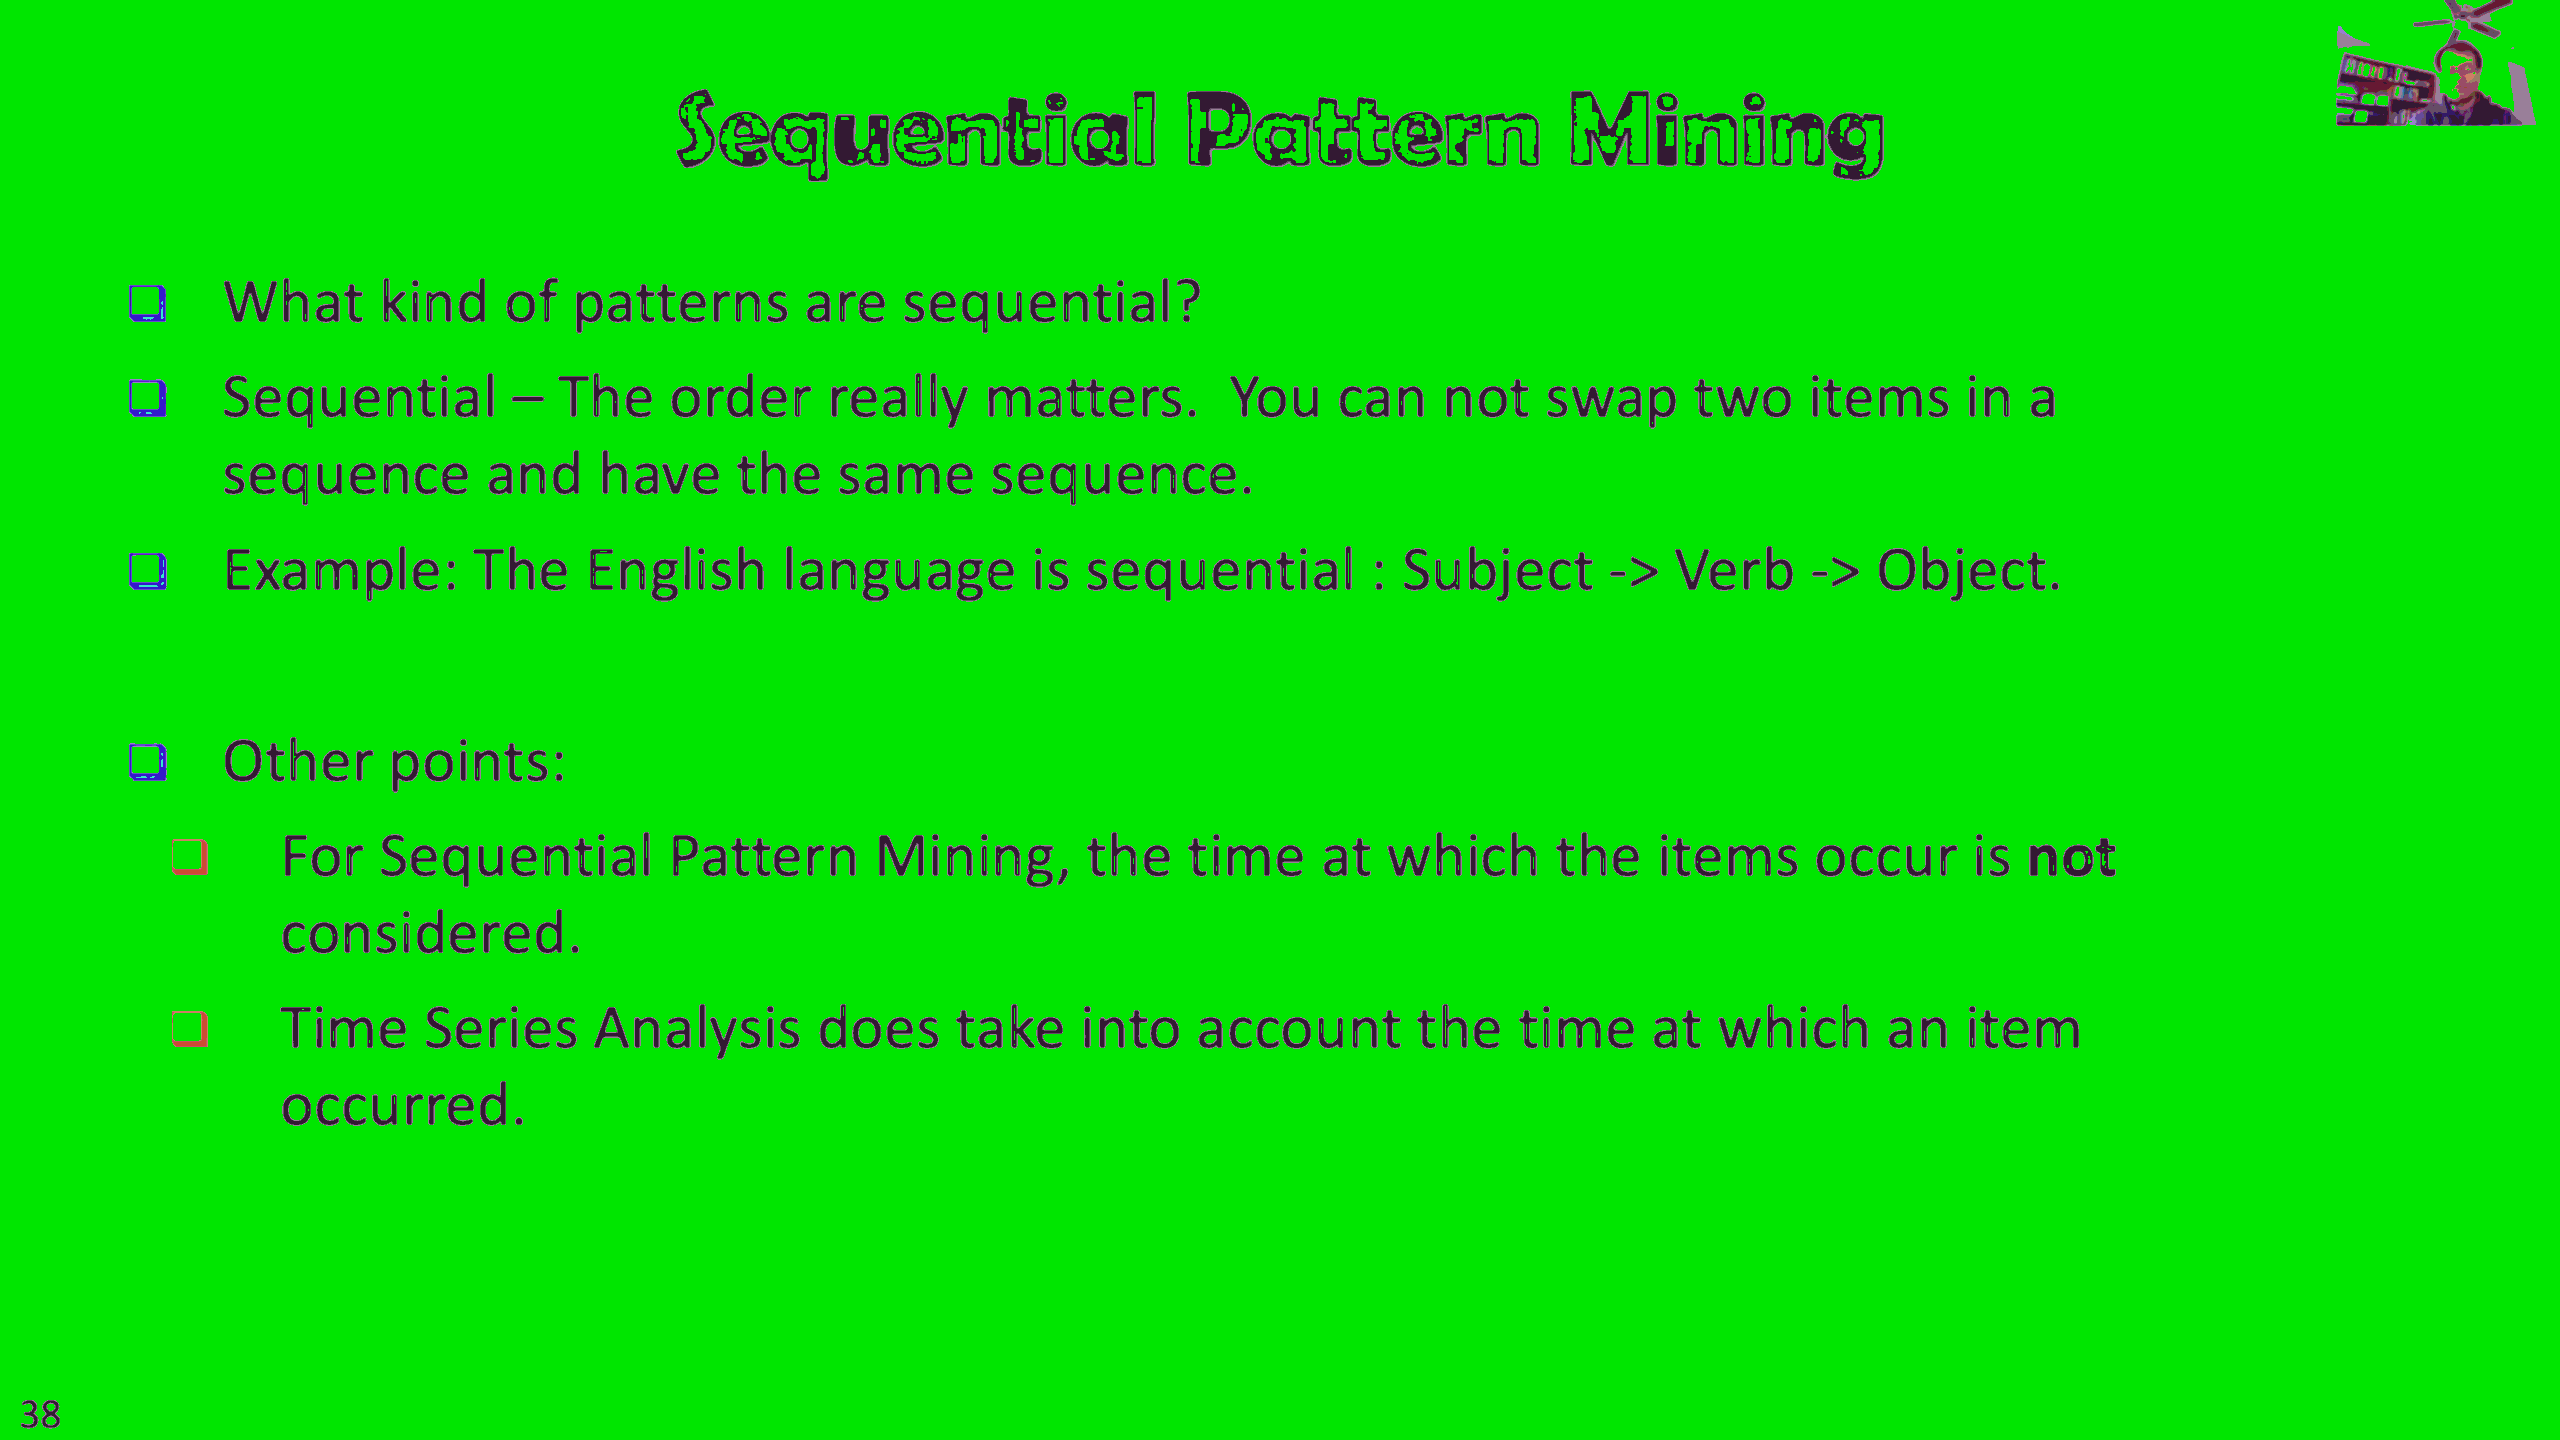 Sequential Pattern Mining
What kind of patterns are sequential?
Sequential – The order really matters.  You can not swap two items in a
sequence and have the same sequence.
Example: The English language is sequential : Subject -> Verb -> Object.
Other points:
For Sequential Pattern Mining, the time at which the items occur is not
considered.
Time Series Analysis does take into account the time at which an item
occurred.
38